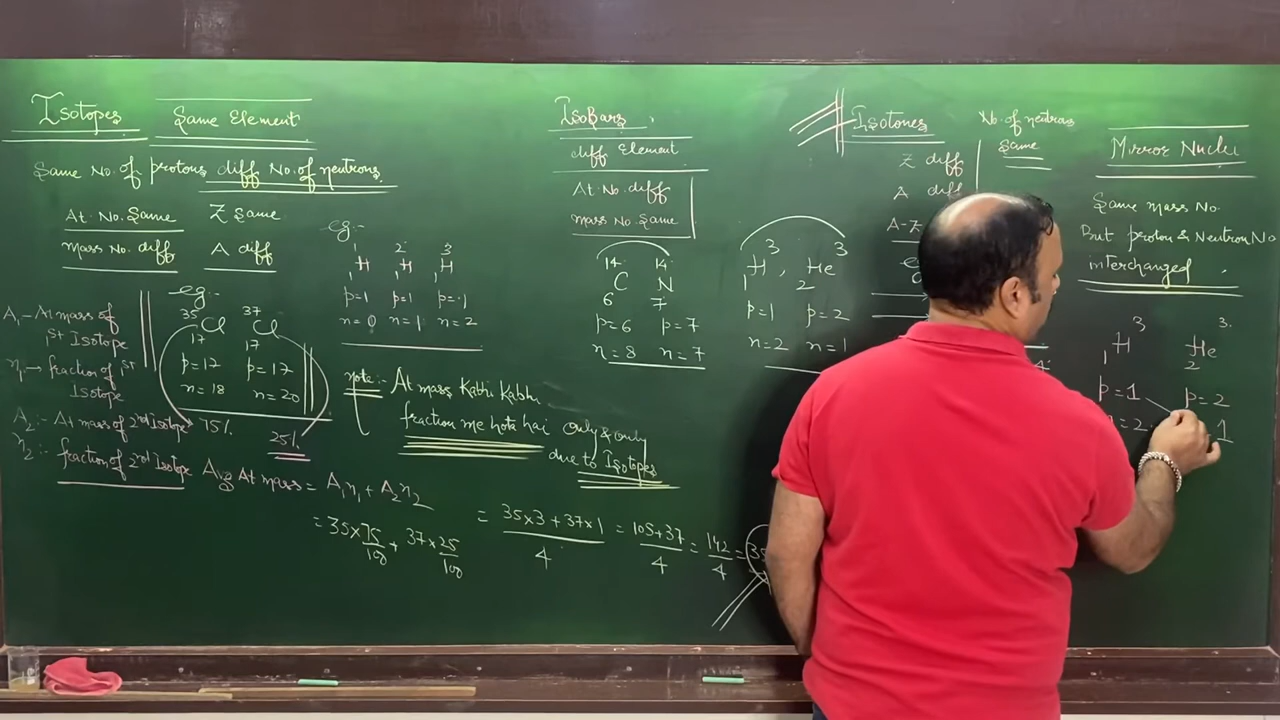 Isotopes Same Element
Same No. of protons diff No. of neutrons
At. No. Same Z Same
Mass No. diff A diff
eg:-
1 2 3
1H 1H 1H
p=1 p=1 p=1
n=0 n=1 n=2
eg:-
35 37
Cl Cl
17 17
p=17 p=17
n=18 n=20
75% 25%
A1 - At mass of
1st Isotope
n1 - fraction of 1st
Isotope
A2 :- At mass of 2nd Isotope
n2 :- fraction of 2nd Isotope
note:- At mass Kabhi Kabhi
fraction me hota hai only & only
due to Isotopes
Avg At mass = A1n1 + A2n2
= 35×75/100 + 37×25/100 = 35×3+37×1/4 = 105+37/4 = 142/4 = 35
IsoBars
diff Element
At. No. diff
Mass No. Same
14 14
C N
6 7
p=6 p=7
n=8 n=7
3 3
H, He
1 2
p=1 p=2
n=2 n=1
Isotones No. of neutrons
Same
Z diff
A diff
A-Z
Mirror Nuclei
Same mass No.
But proton & Neutron No
interchanged
3 3.
H He
1 2
p=1 p=2
=2 1